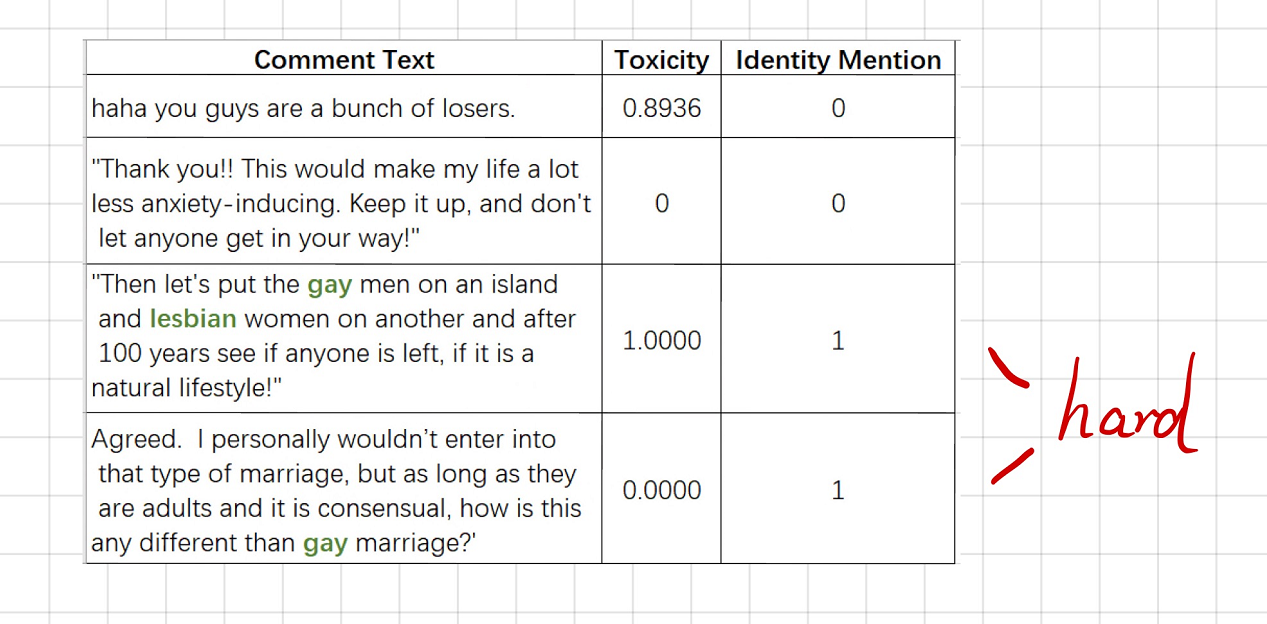 Comment Text Toxicity Identity Mention
haha you guys are a bunch of losers. 0.8936 0
"Thank you!! This would make my life a lot
less anxiety-inducing. Keep it up, and don't 0 0
let anyone get in your way!"
"Then let's put the gay men on an island
and lesbian women on another and after
100 years see if anyone is left, if it is a 1.0000 1
natural lifestyle!"
hard
Agreed. I personally wouldn’t enter into
that type of marriage, but as long as they
are adults and it is consensual, how is this 0.0000 1
any different than gay marriage?'